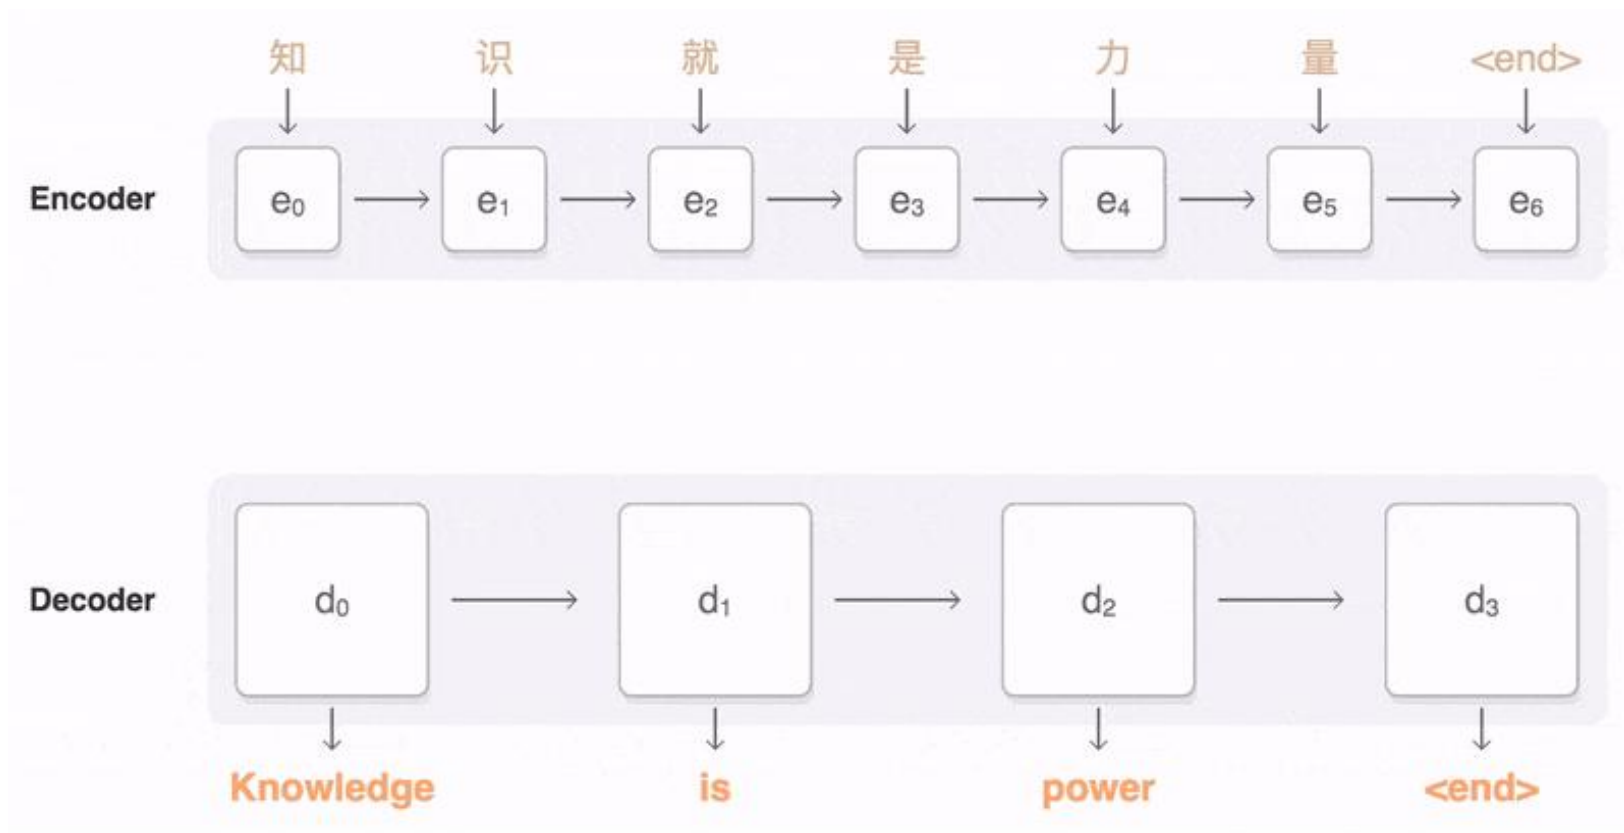 知 识 就 是 力 量 <end>
Encoder e₀ e₁ e₂ e₃ e₄ e₅ e₆
Decoder d₀ d₁ d₂ d₃
Knowledge is power <end>